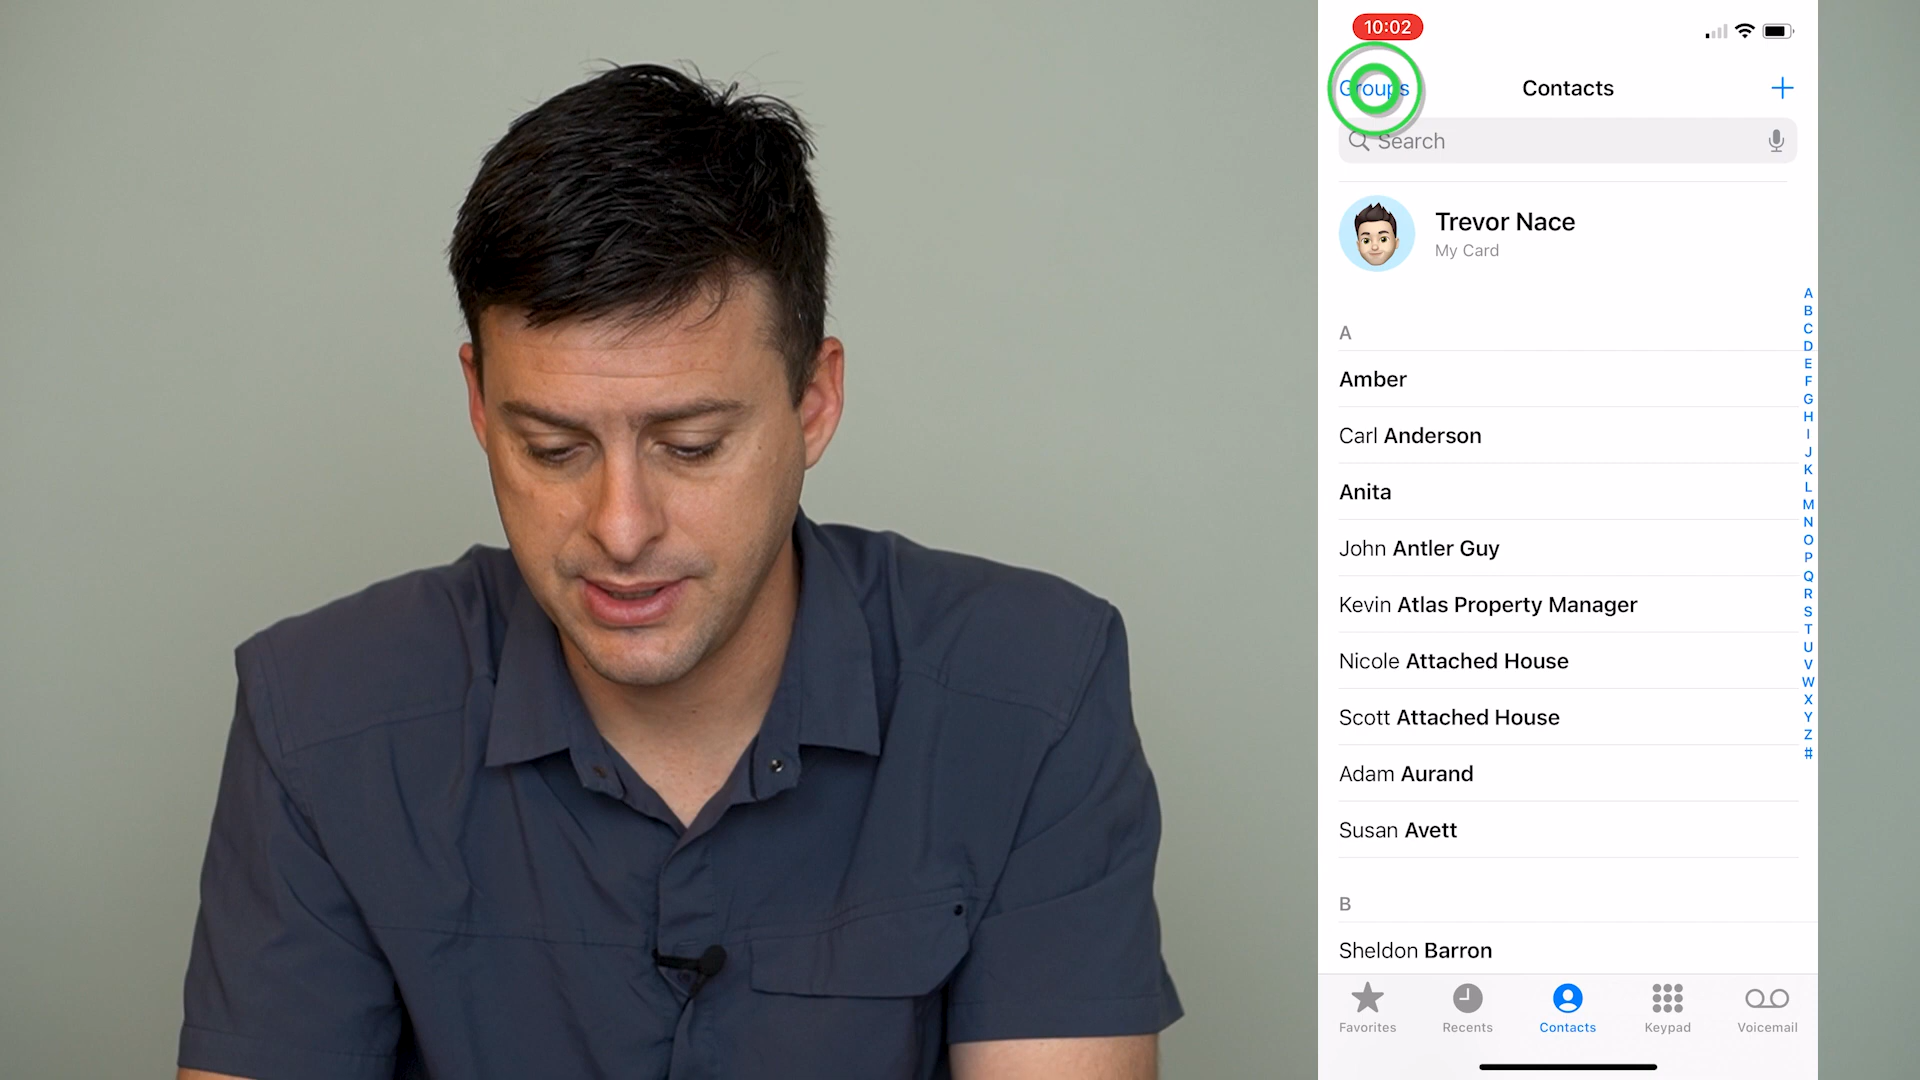 10:02
Groups
Contacts
Search
Trevor Nace
My Card
A
Amber
Carl Anderson
Anita
John Antler Guy
Kevin Atlas Property Manager
Nicole Attached House
Scott Attached House
Adam Aurand
Susan Avett
B
Sheldon Barron
A
B
C
D
E
F
G
H
I
J
K
L
M
N
O
P
Q
R
S
T
U
V
W
X
Y
Z
#
Favorites
Recents
Contacts
Keypad
Voicemail